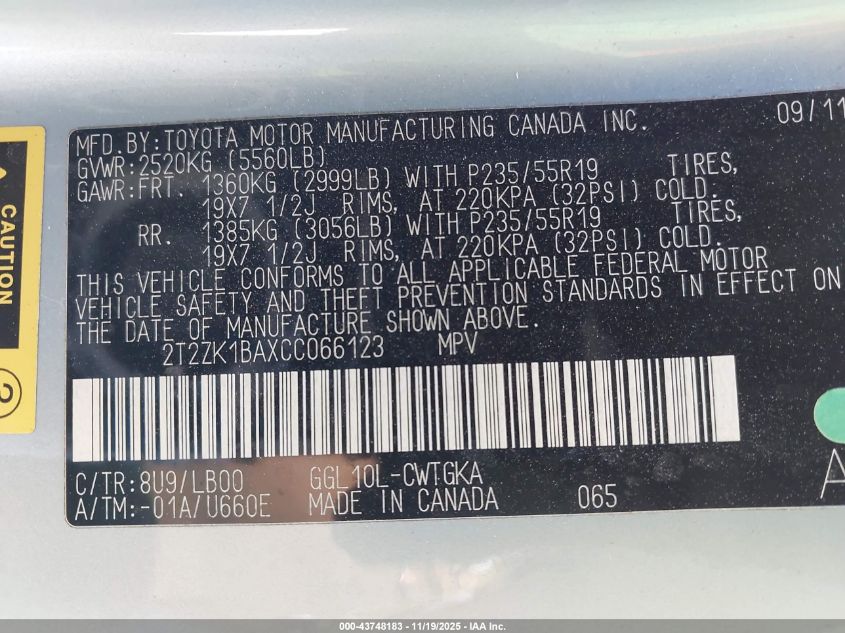 MFD.BY:TOYOTA MOTOR MANUFACTURING CANADA INC. 09/11
GVWR:2520KG (5560LB)
GAWR:FRT. 1360KG (2999LB) WITH P235/55R19 TIRES,
19X7 1/2J RIMS, AT 220KPA (32PSI) COLD.
RR. 1385KG (3056LB) WITH P235/55R19 TIRES,
19X7 1/2J RIMS, AT 220KPA (32PSI) COLD.
THIS VEHICLE CONFORMS TO ALL APPLICABLE FEDERAL MOTOR
VEHICLE SAFETY AND THEFT PREVENTION STANDARDS IN EFFECT ON
THE DATE OF MANUFACTURE SHOWN ABOVE.
2T2ZK1BAXCC066123 MPV
C/TR:8U9/LB00 GGL10L-CWTGKA
A/TM:-01A/U660E MADE IN CANADA 065
A
CAUTION
2
000-43748183 - 11/19/2025 - IAA Inc.